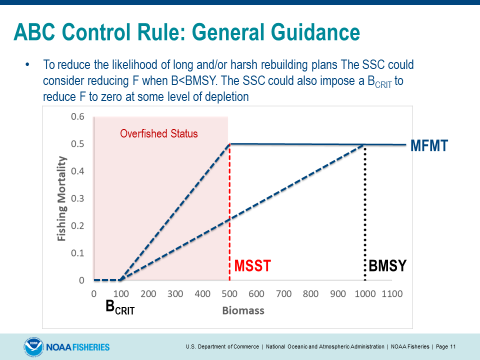 ABC Control Rule: General Guidance
• To reduce the likelihood of long and/or harsh rebuilding plans The SSC could
consider reducing F when B<BMSY. The SSC could also impose a BCRIT to
reduce F to zero at some level of depletion
0.6
Overfished Status
0.5
MFMT
0.4
Fishing Mortality
0.3
0.2
0.1
MSST
BMSY
0
0 100 200 300 400 500 600 700 800 900 1000 1100
BCRIT
Biomass
NOAA FISHERIES
U.S. Department of Commerce | National Oceanic and Atmospheric Administration | NOAA Fisheries | Page 11